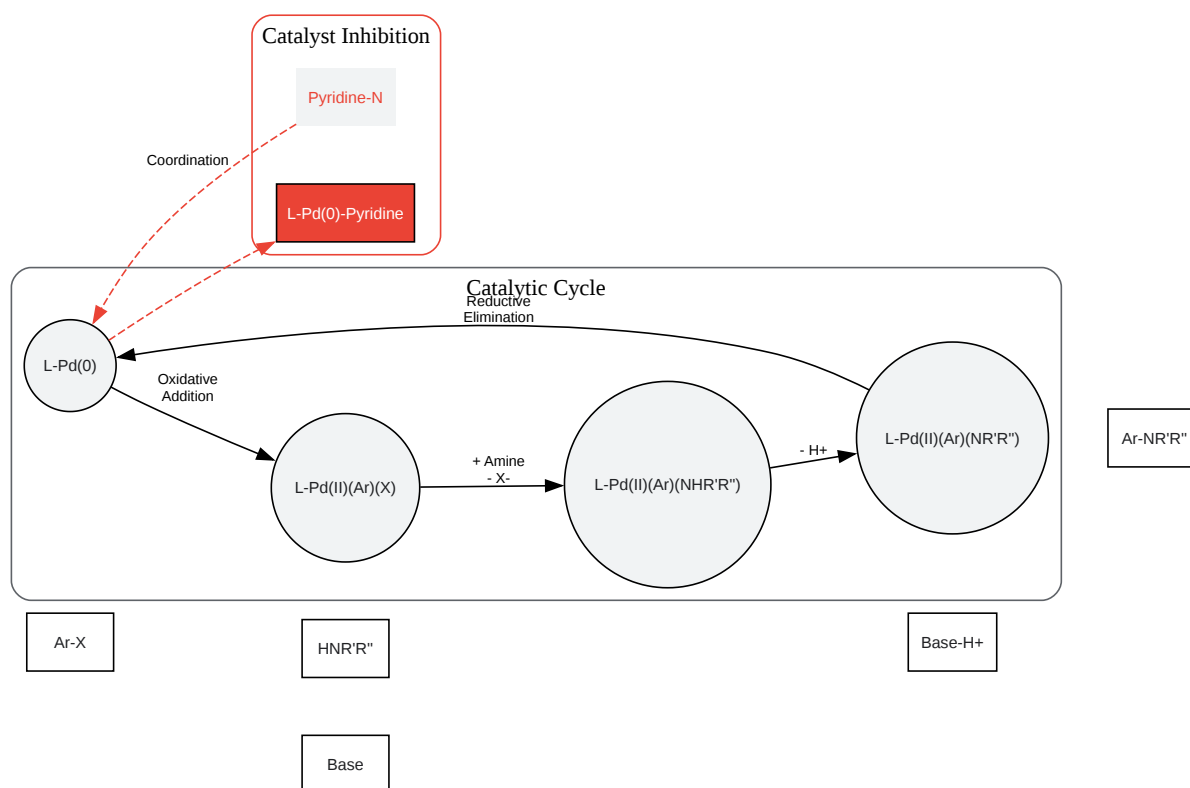 Catalyst Inhibition
Pyridine-N
Coordination
L-Pd(0)-Pyridine
Catalytic Cycle
Reductive
Elimination
L-Pd(0)
Oxidative
Addition
L-Pd(II)(Ar)(X)
+ Amine
- X-
L-Pd(II)(Ar)(NHR'R")
- H+
L-Pd(II)(Ar)(NR'R")
Ar-NR'R"
Ar-X
HNR'R"
Base-H+
Base